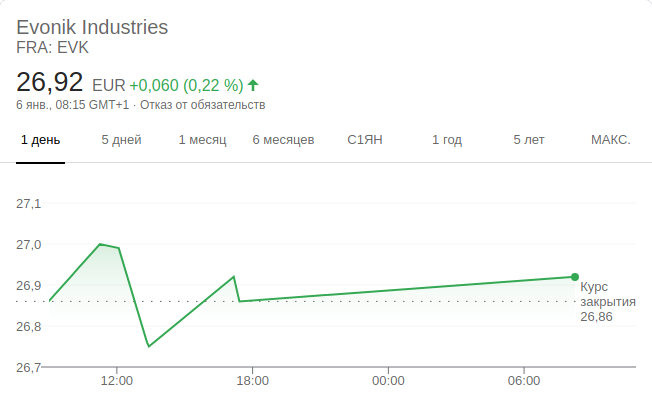 Evonik Industries
FRA: EVK
26,92 EUR +0,060 (0,22 %)
6 янв., 08:15 GMT+1 · Отказ от обязательств
1 день 5 дней 1 месяц 6 месяцев С1ЯН 1 год 5 лет МАКС.
27,1
27,0
26,9
26,8
26,7
Курс
закрытия
26,86
12:00 18:00 00:00 06:00